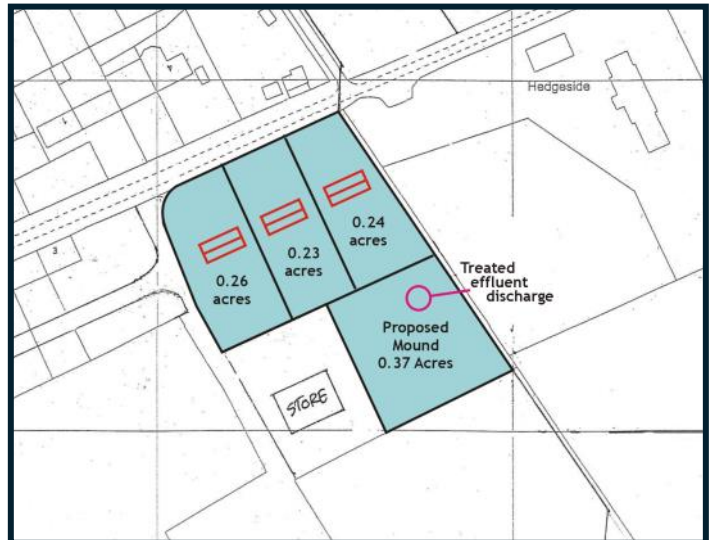 Hedgeside
0.24
acres
0.23
acres
0.26
acres
Treated
effluent
discharge
Proposed
Mound
0.37 Acres
STORE
3